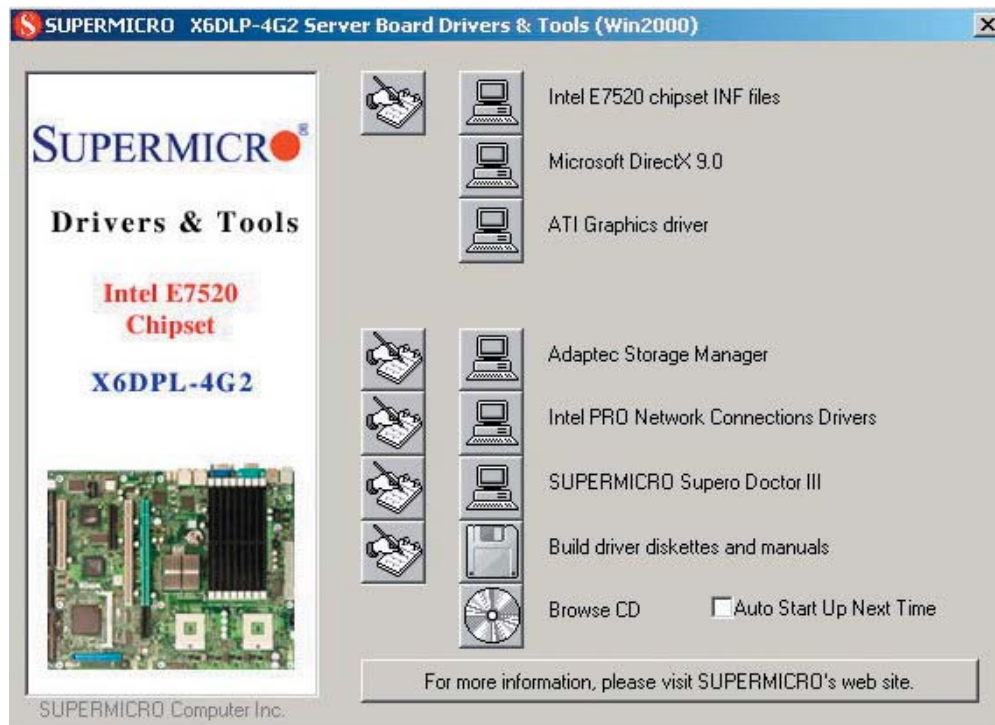 SUPERMICRO X6DLP-4G2 Server Board Drivers & Tools (Win2000)
SUPERMICRO®
Drivers & Tools
Intel E7520
Chipset
X6DPL-4G2
SUPERMICRO Computer Inc.
Intel E7520 chipset INF files
Microsoft DirectX 9.0
ATI Graphics driver
Adaptec Storage Manager
Intel PRO Network Connections Drivers
SUPERMICRO Supero Doctor III
Build driver diskettes and manuals
Browse CD
Auto Start Up Next Time
For more information, please visit SUPERMICRO's web site.